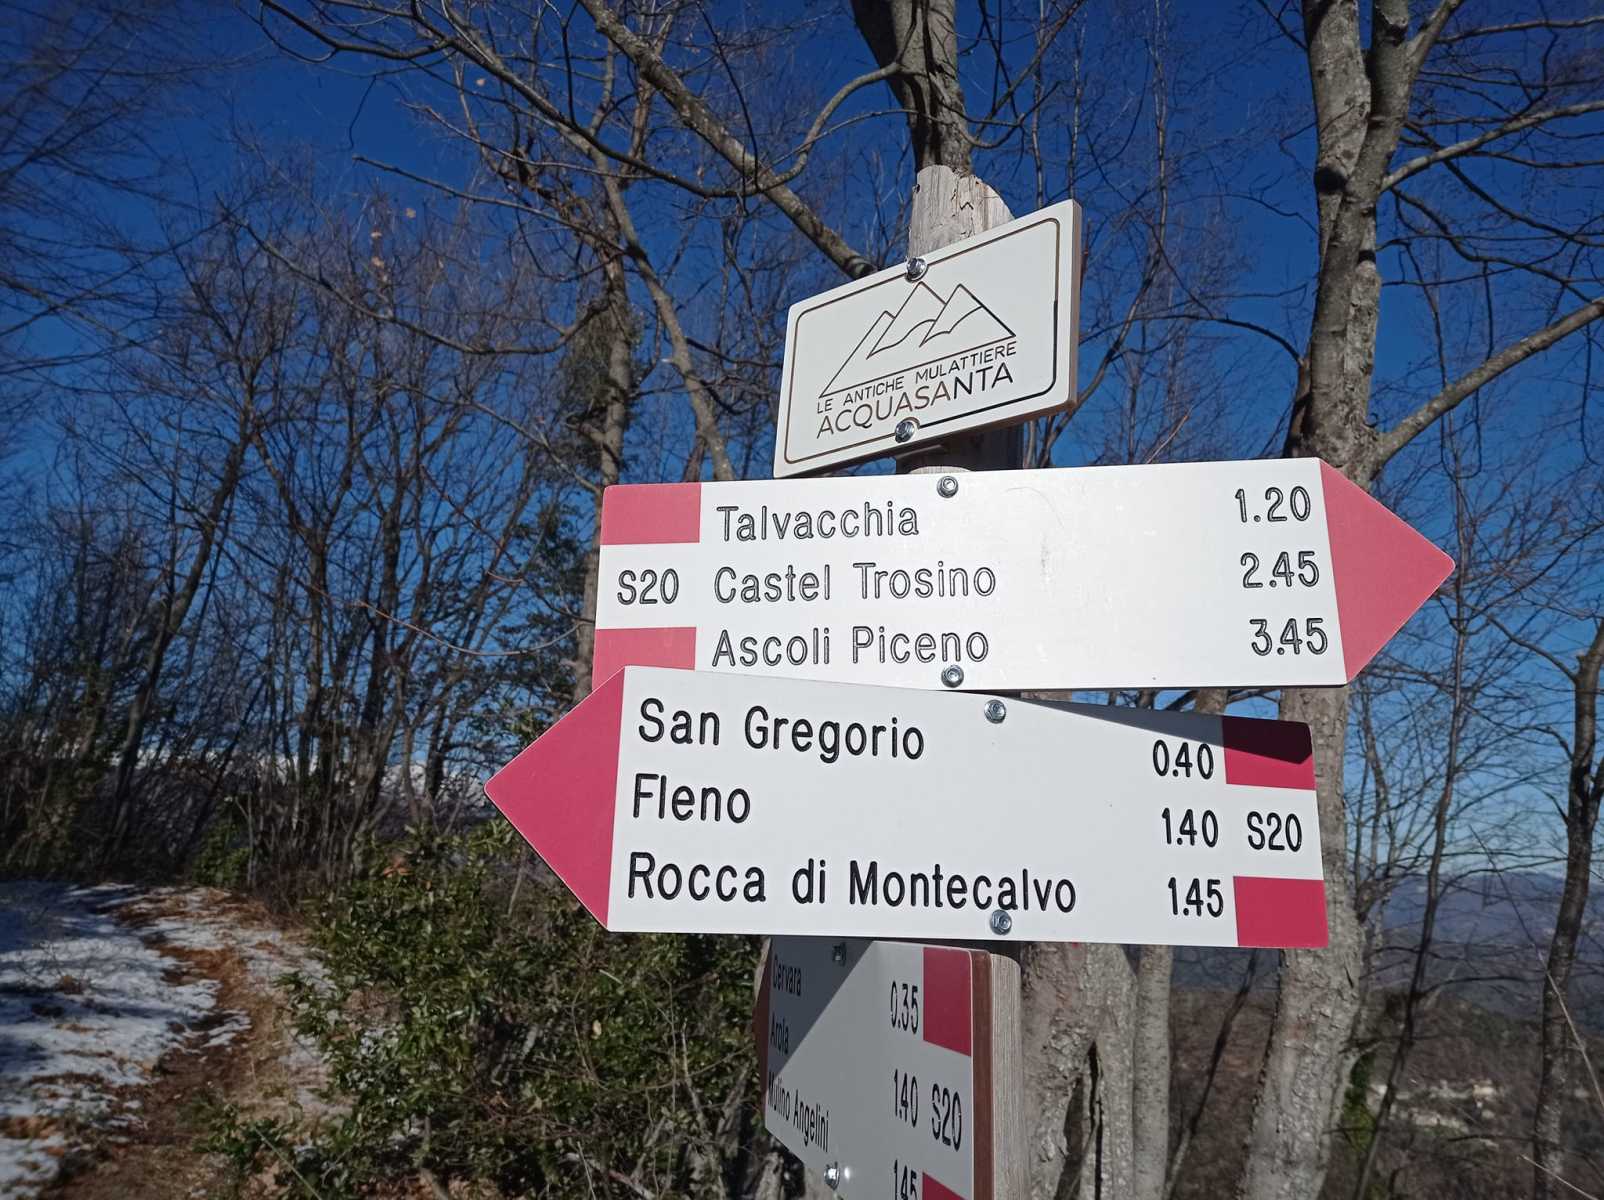 LE ANTICHE MULATTIERE
ACQUASANTA
Talvacchia 1.20
S20 Castel Trosino 2.45
Ascoli Piceno 3.45
San Gregorio 0.40
Fleno 1.40 S20
Rocca di Montecalvo 1.45
Cervara 0.35
Arola 1.40 S20
Mulino Angelini 1.45